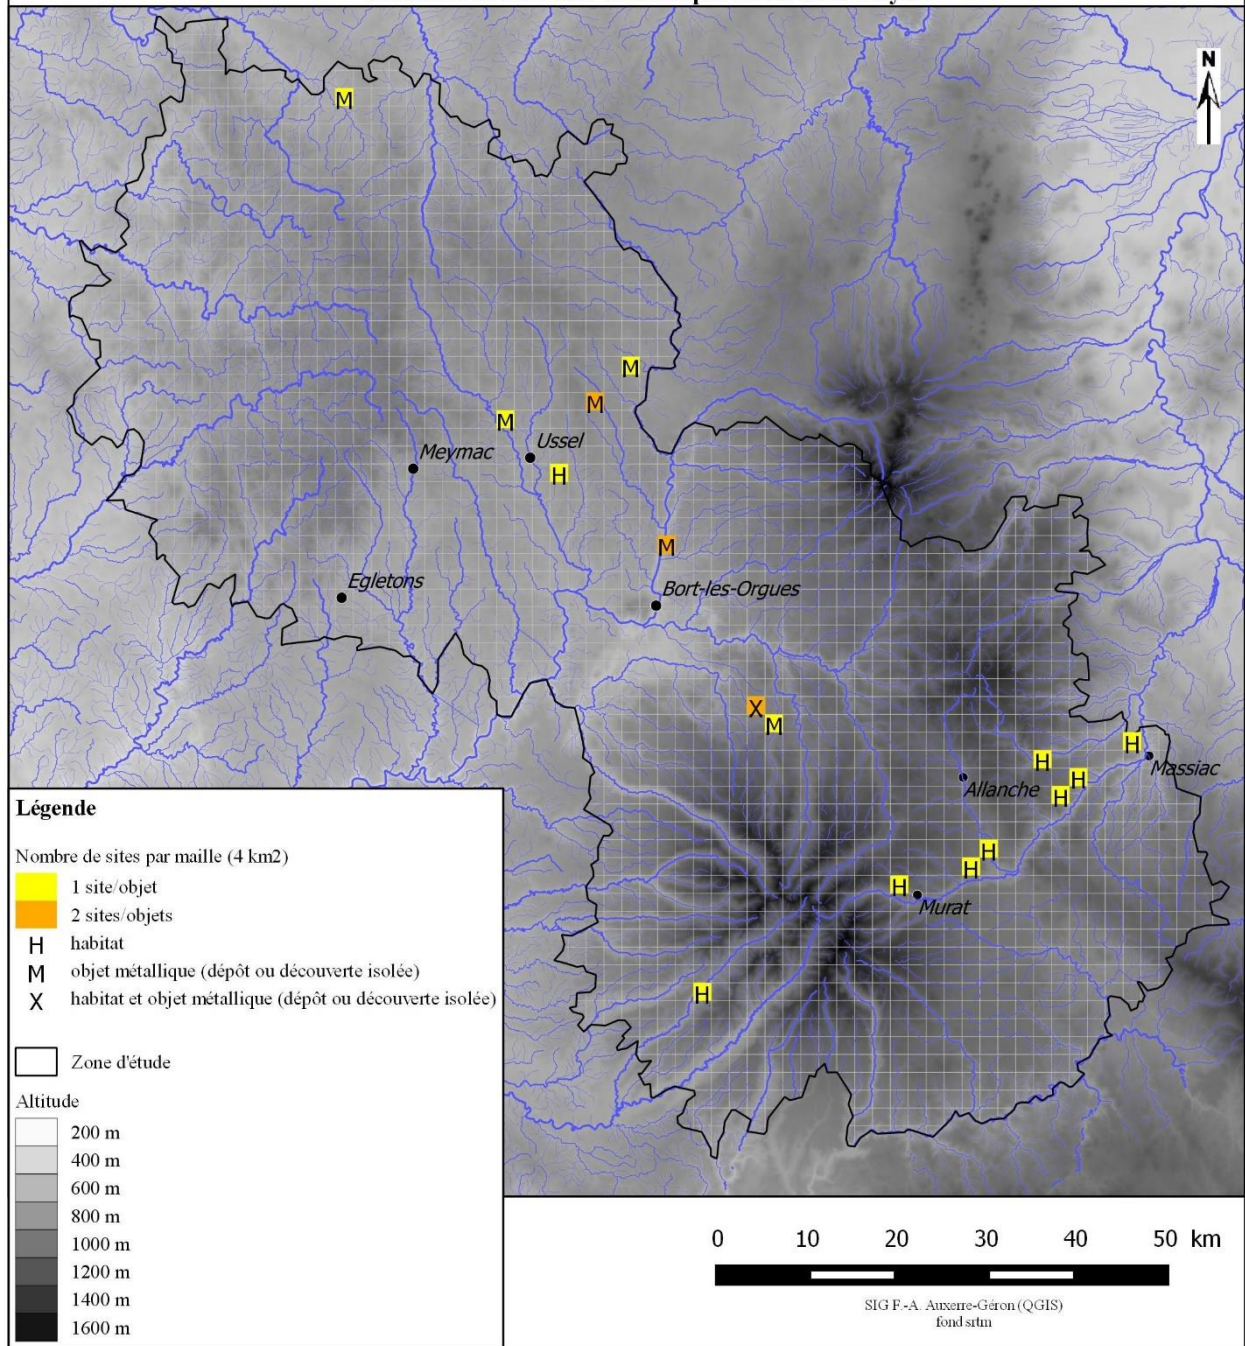 N
M
M
M
M
Ussel
Meymac
H
M
Egletons
Bort-les-Orgues
X
M
H
H
Massiac
H
Allanche
H
H
H
H
Murat
H
Légende
Nombre de sites par maille (4 km2)
1 site/objet
2 sites/objets
H habitat
M objet métallique (dépôt ou découverte isolée)
X habitat et objet métallique (dépôt ou découverte isolée)
Zone d'étude
Altitude
200 m
400 m
600 m
800 m
1000 m
1200 m
1400 m
1600 m
0 10 20 30 40 50 km
SIG F.-A. Auxerre-Géron (QGIS)
fond srtm